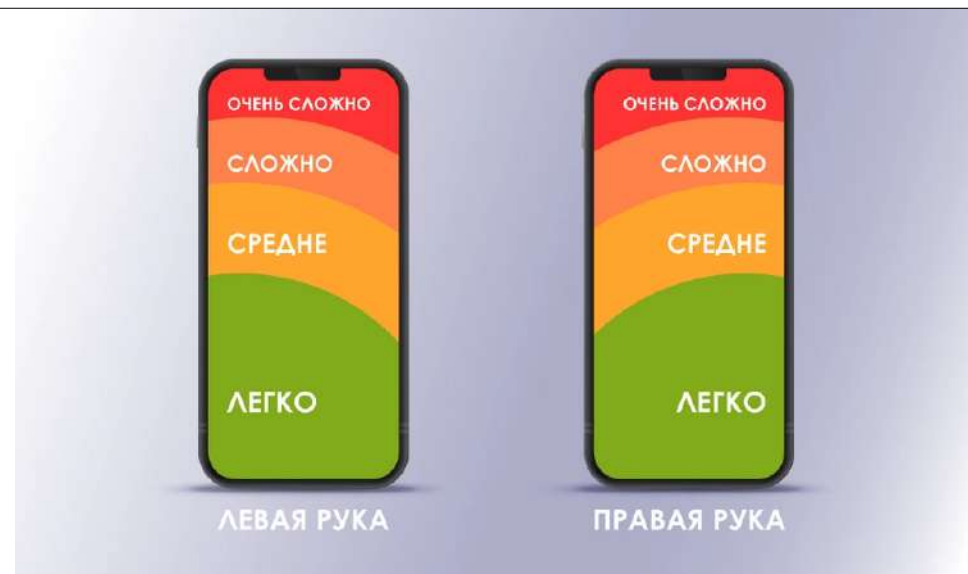 ОЧЕНЬ СЛОЖНО
СЛОЖНО
СРЕДНЕ
ЛЕГКО
ЛЕВАЯ РУКА
ОЧЕНЬ СЛОЖНО
СЛОЖНО
СРЕДНЕ
ЛЕГКО
ПРАВАЯ РУКА